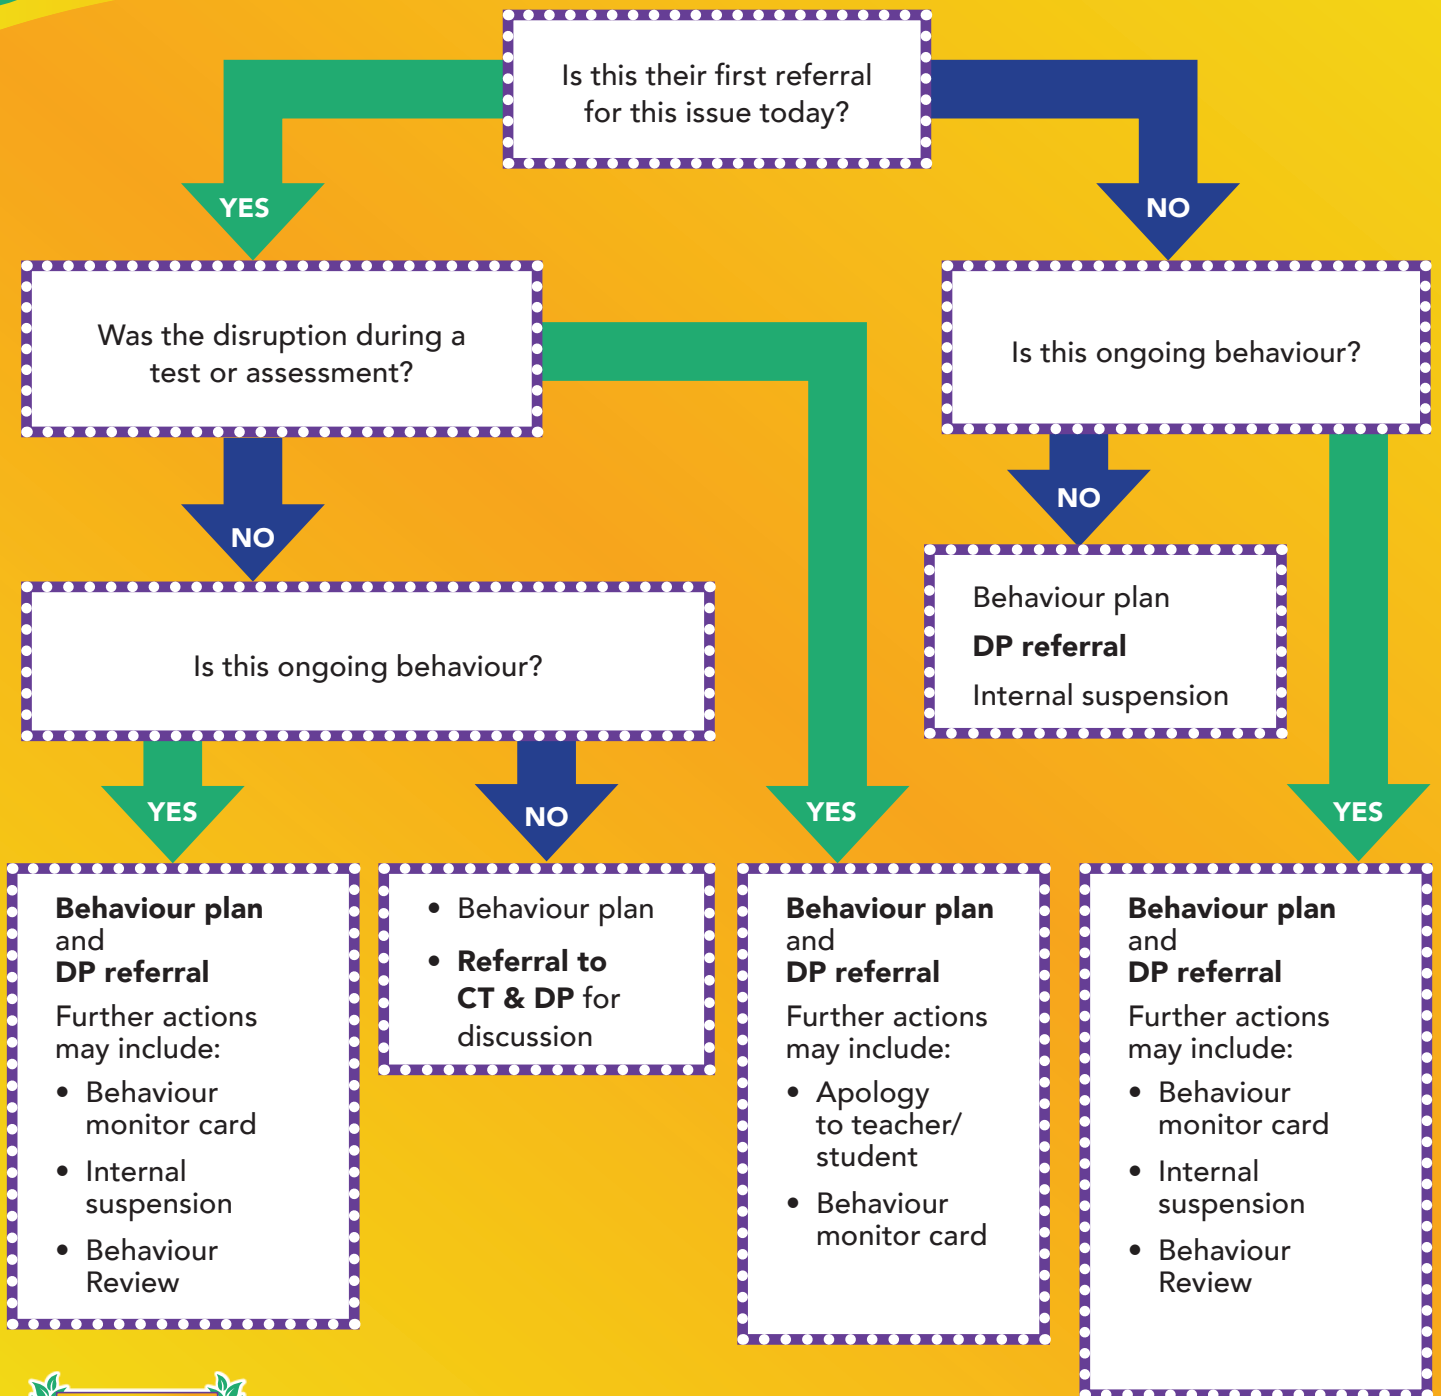 Is this their first referral
for this issue today?
YES
NO
Was the disruption during a
test or assessment?
Is this ongoing behaviour?
NO
NO
Behaviour plan
DP referral
Internal suspension
Is this ongoing behaviour?
YES
NO
YES
YES
Behaviour plan
and
DP referral
Further actions
may include:
• Behaviour
monitor card
• Internal
suspension
• Behaviour
Review
• Behaviour plan
• Referral to
CT & DP for
discussion
Behaviour plan
and
DP referral
Further actions
may include:
• Apology
to teacher/
student
• Behaviour
monitor card
Behaviour plan
and
DP referral
Further actions
may include:
• Behaviour
monitor card
• Internal
suspension
• Behaviour
Review